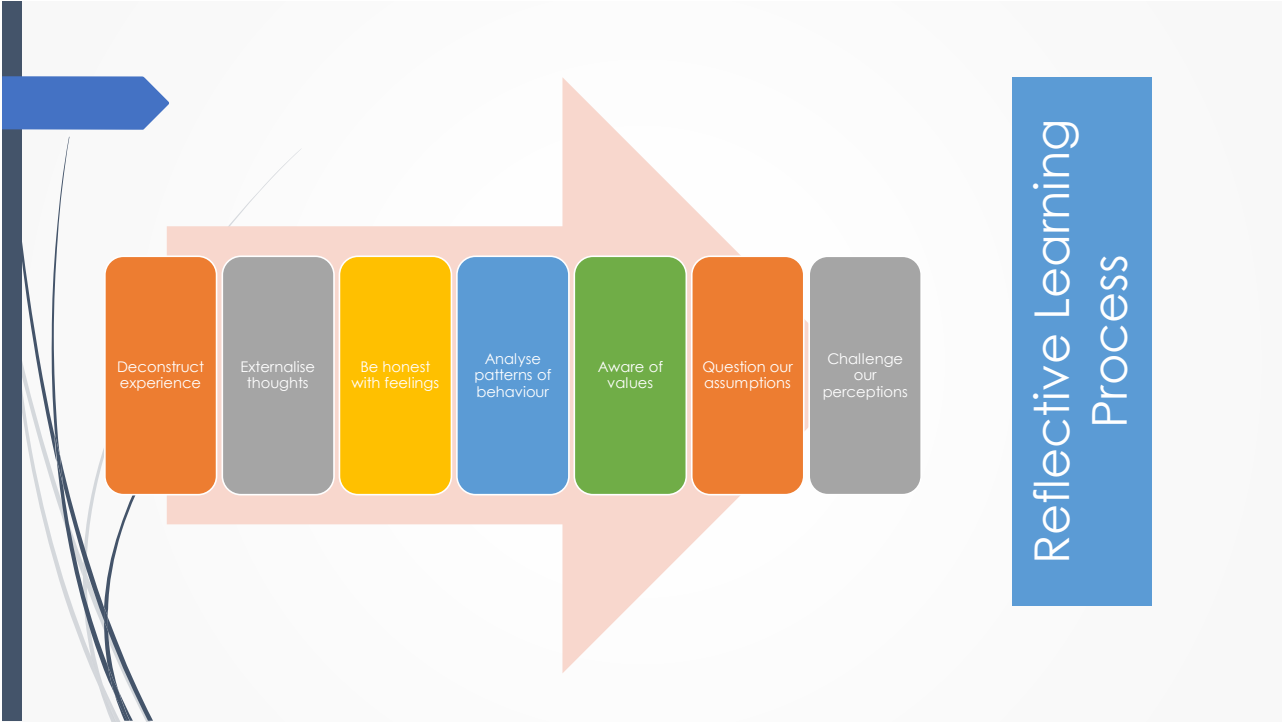 Deconstruct
experience
Externalise
thoughts
Be honest
with feelings
Analyse
patterns of
behaviour
Aware of
values
Question our
assumptions
Challenge
our
perceptions
Reflective Learning
Process